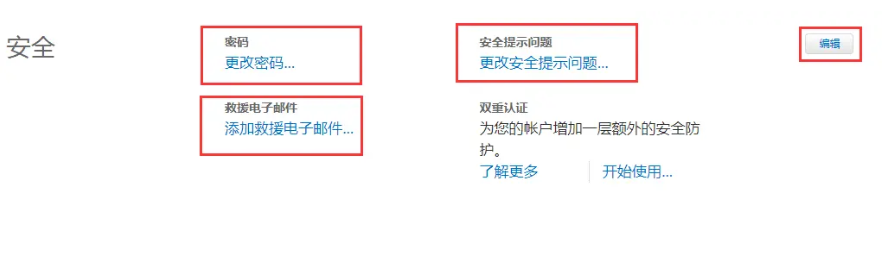 安全
密码
更改密码...
安全提示问题
更改安全提示问题...
编辑
救援电子邮件
添加救援电子邮件...
双重认证
为您的帐户增加一层额外的安全防
护。
了解更多
开始使用...